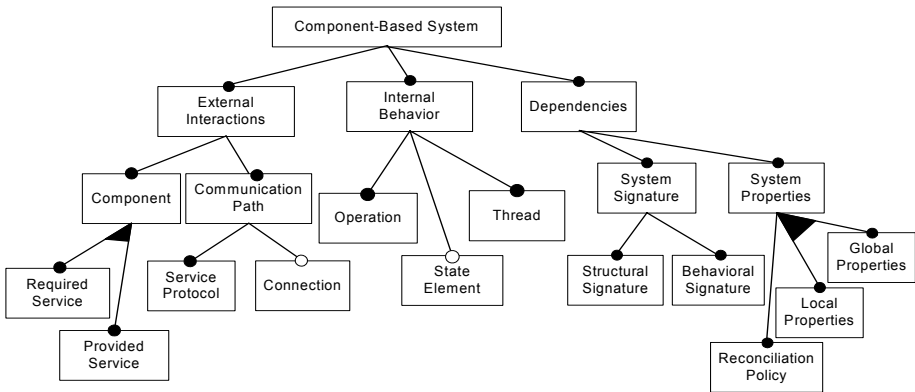 Component-Based System
External
Interactions
Internal
Behavior
Dependencies
Component
Communication
Path
Operation
Thread
System
Signature
System
Properties
Required
Service
Service
Protocol
Connection
State
Element
Structural
Signature
Behavioral
Signature
Global
Properties
Local
Properties
Provided
Service
Reconciliation
Policy